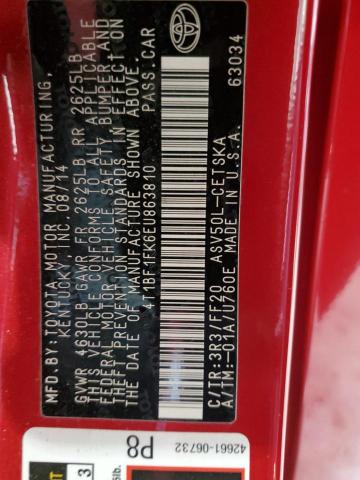 MFD. BY: TOYOTA MOTOR MANUFACTURING,
KENTUCKY, INC. 08/14
GVWR 4630LB GAWR FR 2625LB RR 2625LB
THIS VEHICLE CONFORMS TO ALL APPLICABLE
FEDERAL MOTOR VEHICLE SAFETY, BUMPER AND
THEFT PREVENTION STANDARDS IN EFFECT ON
THE DATE OF MANUFACTURE SHOWN ABOVE.
4T1BF1FK6EU863810 PASS. CAR
C/TR: 3R3/FF20 ASV50L-CETSKA
A/TM: -01A/U760E MADE IN U.S.A.
63034
42661-06732
P8
3